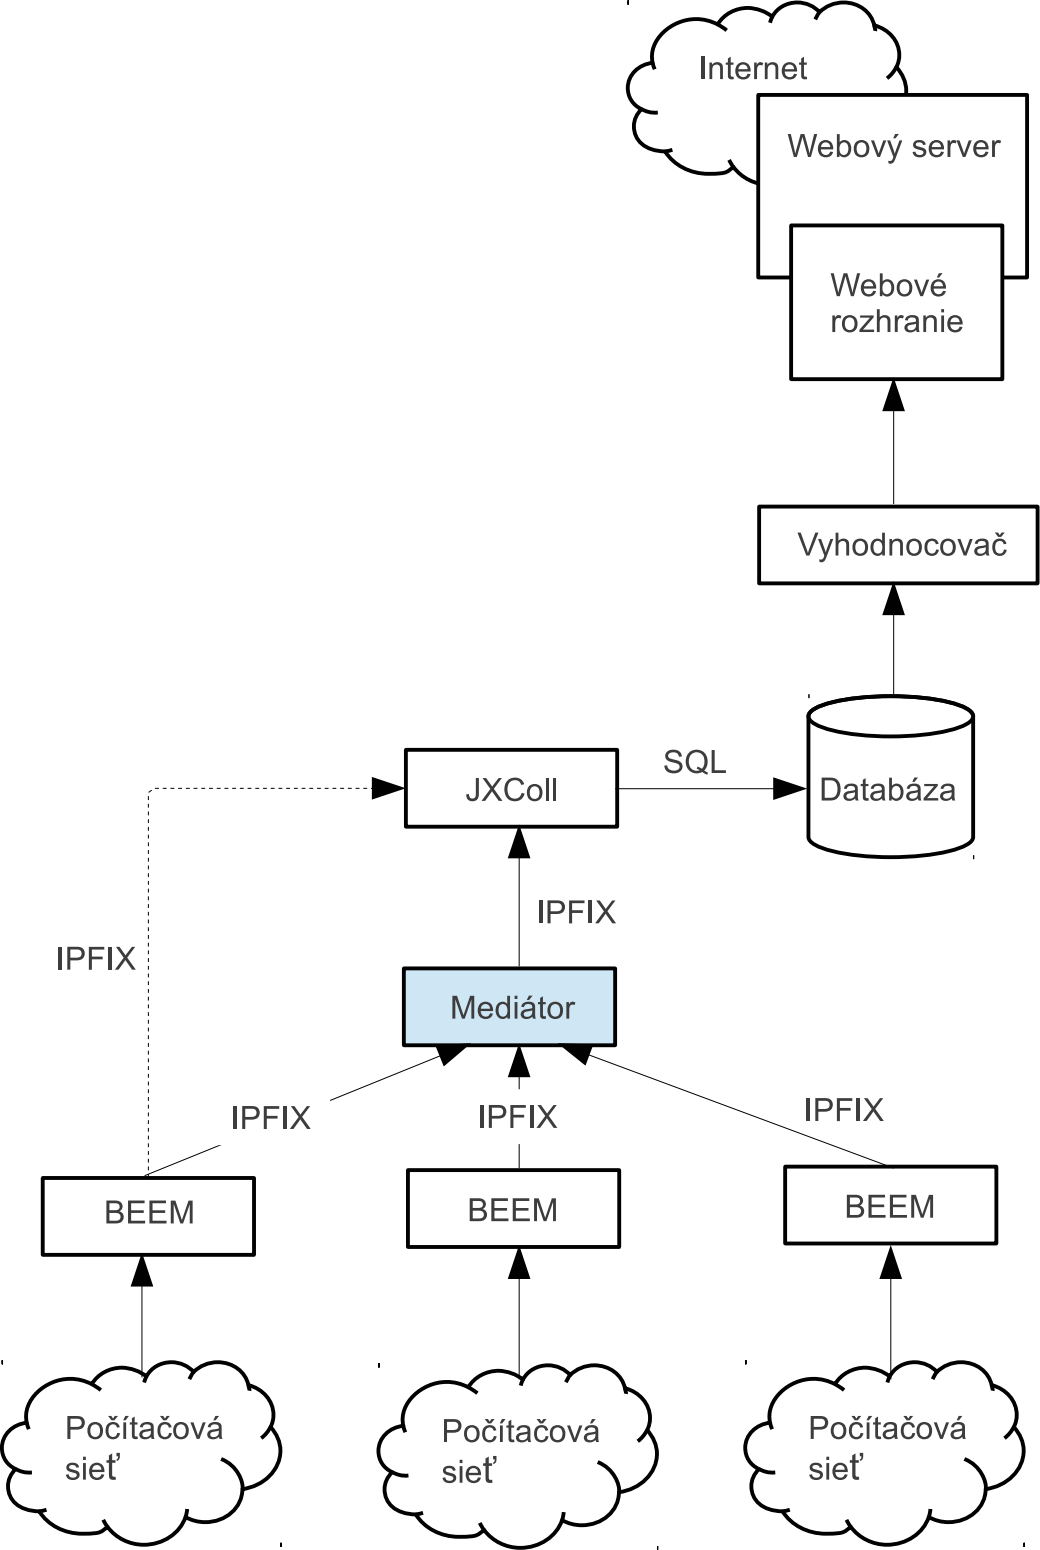 Internet
Webový server
Webové
rozhranie
Vyhodnocovač
SQL
JXColl
Databáza
IPFIX
IPFIX
Mediátor
IPFIX
IPFIX
IPFIX
BEEM
BEEM
BEEM
Počítačová
sieť
Počítačová
sieť
Počítačová
sieť